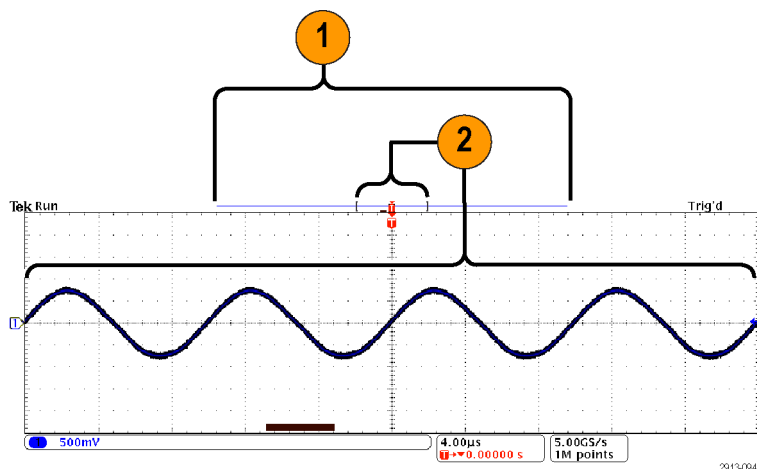 1
2
Tek Run
Trig'd
T
T
1
1 500mV
4.00µs
T→▼0.00000 s
5.00GS/s
1M points
2913-094